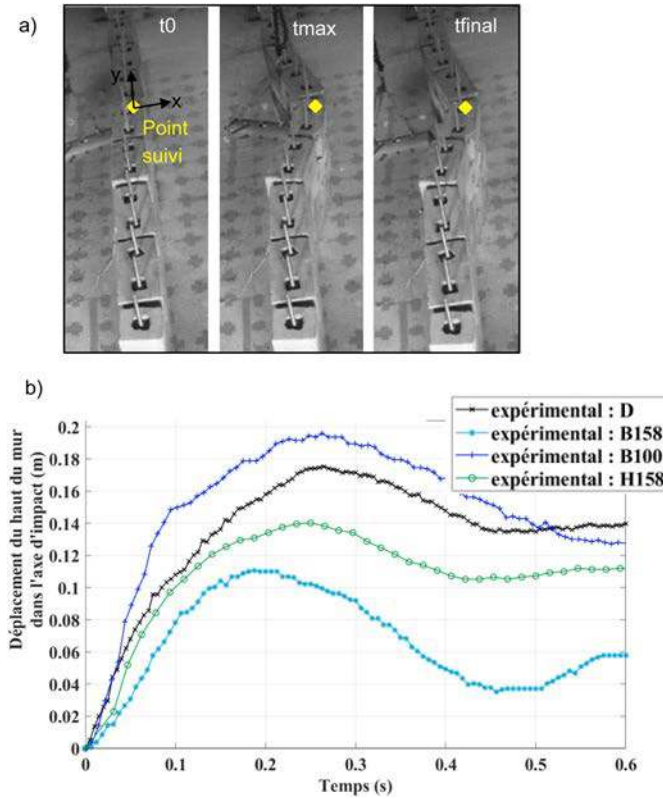 a)
t0
tmax
tfinal
y
x
Point
suivi
b)
expérimental : D
expérimental : B158
expérimental : B100
expérimental : H158
Déplacement du haut du mur
dans l'axe d'impact (m)
0.2
0.18
0.16
0.14
0.12
0.1
0.08
0.06
0.04
0.02
0
0
0.1
0.2
0.3
0.4
0.5
0.6
Temps (s)